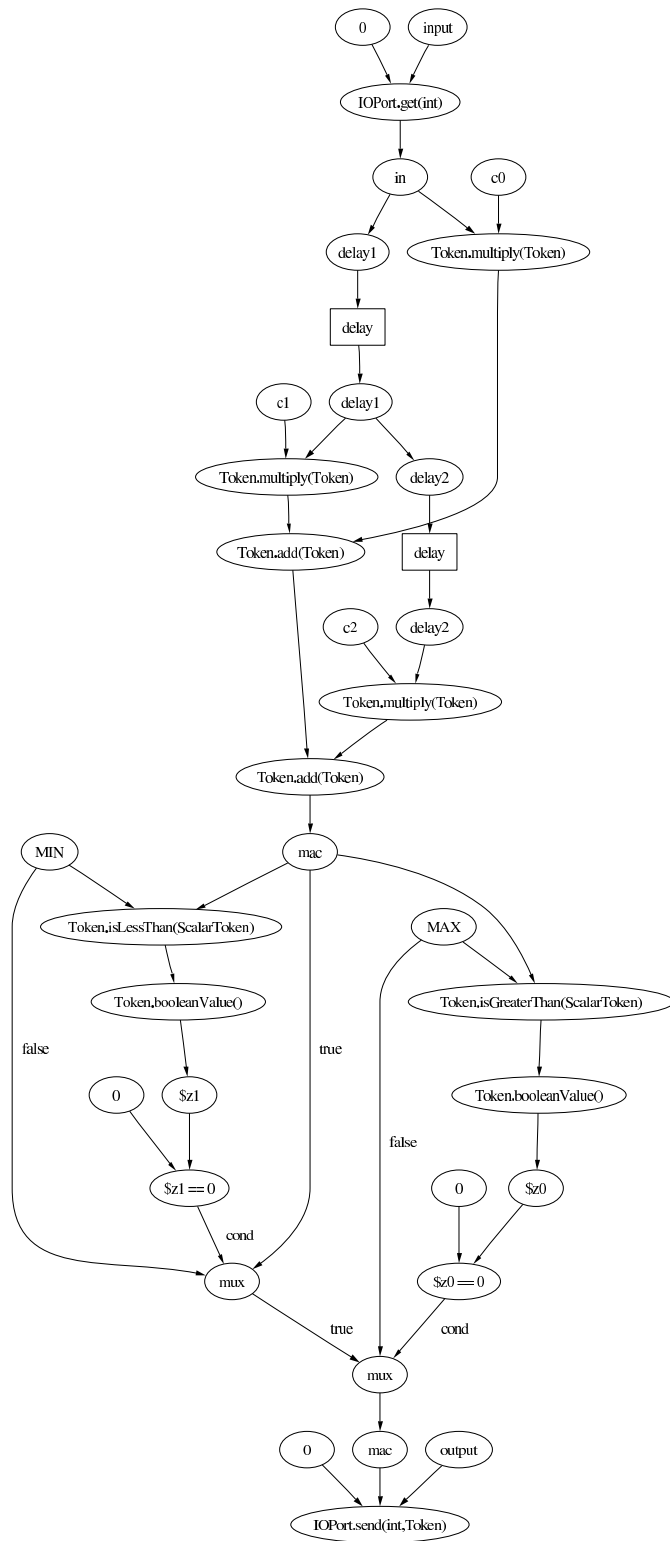 0
input
IOPort.get(int)
in
c0
delay1
Token.multiply(Token)
delay
c1
delay1
Token.multiply(Token)
delay2
Token.add(Token)
delay
c2
delay2
Token.multiply(Token)
Token.add(Token)
MIN
mac
Token.isLessThan(ScalarToken)
MAX
Token.booleanValue()
Token.isGreaterThan(ScalarToken)
false
true
0
$z1
Token.booleanValue()
false
$z1 == 0
0
$z0
cond
mux
$z0 == 0
true
cond
mux
0
mac
output
IOPort.send(int,Token)